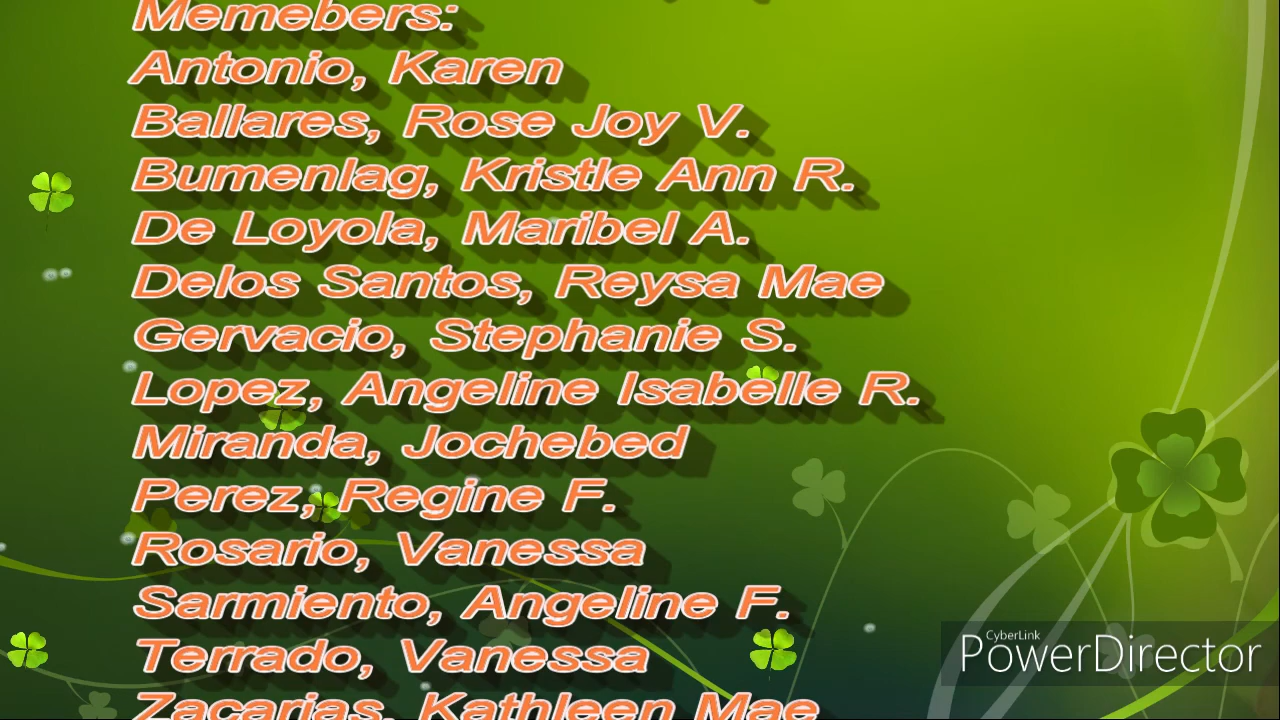 Memebers:
Antonio, Karen
Ballares, Rose Joy V.
Bumenlag, Kristle Ann R.
De Loyola, Maribel A.
Delos Santos, Reysa Mae
Gervacio, Stephanie S.
Lopez, Angeline Isabelle R.
Miranda, Jochebed
Perez, Regine F.
Rosario, Vanessa
Sarmiento, Angeline F.
Terrado, Vanessa
Zacarias, Kathleen Mae
CyberLink
PowerDirector